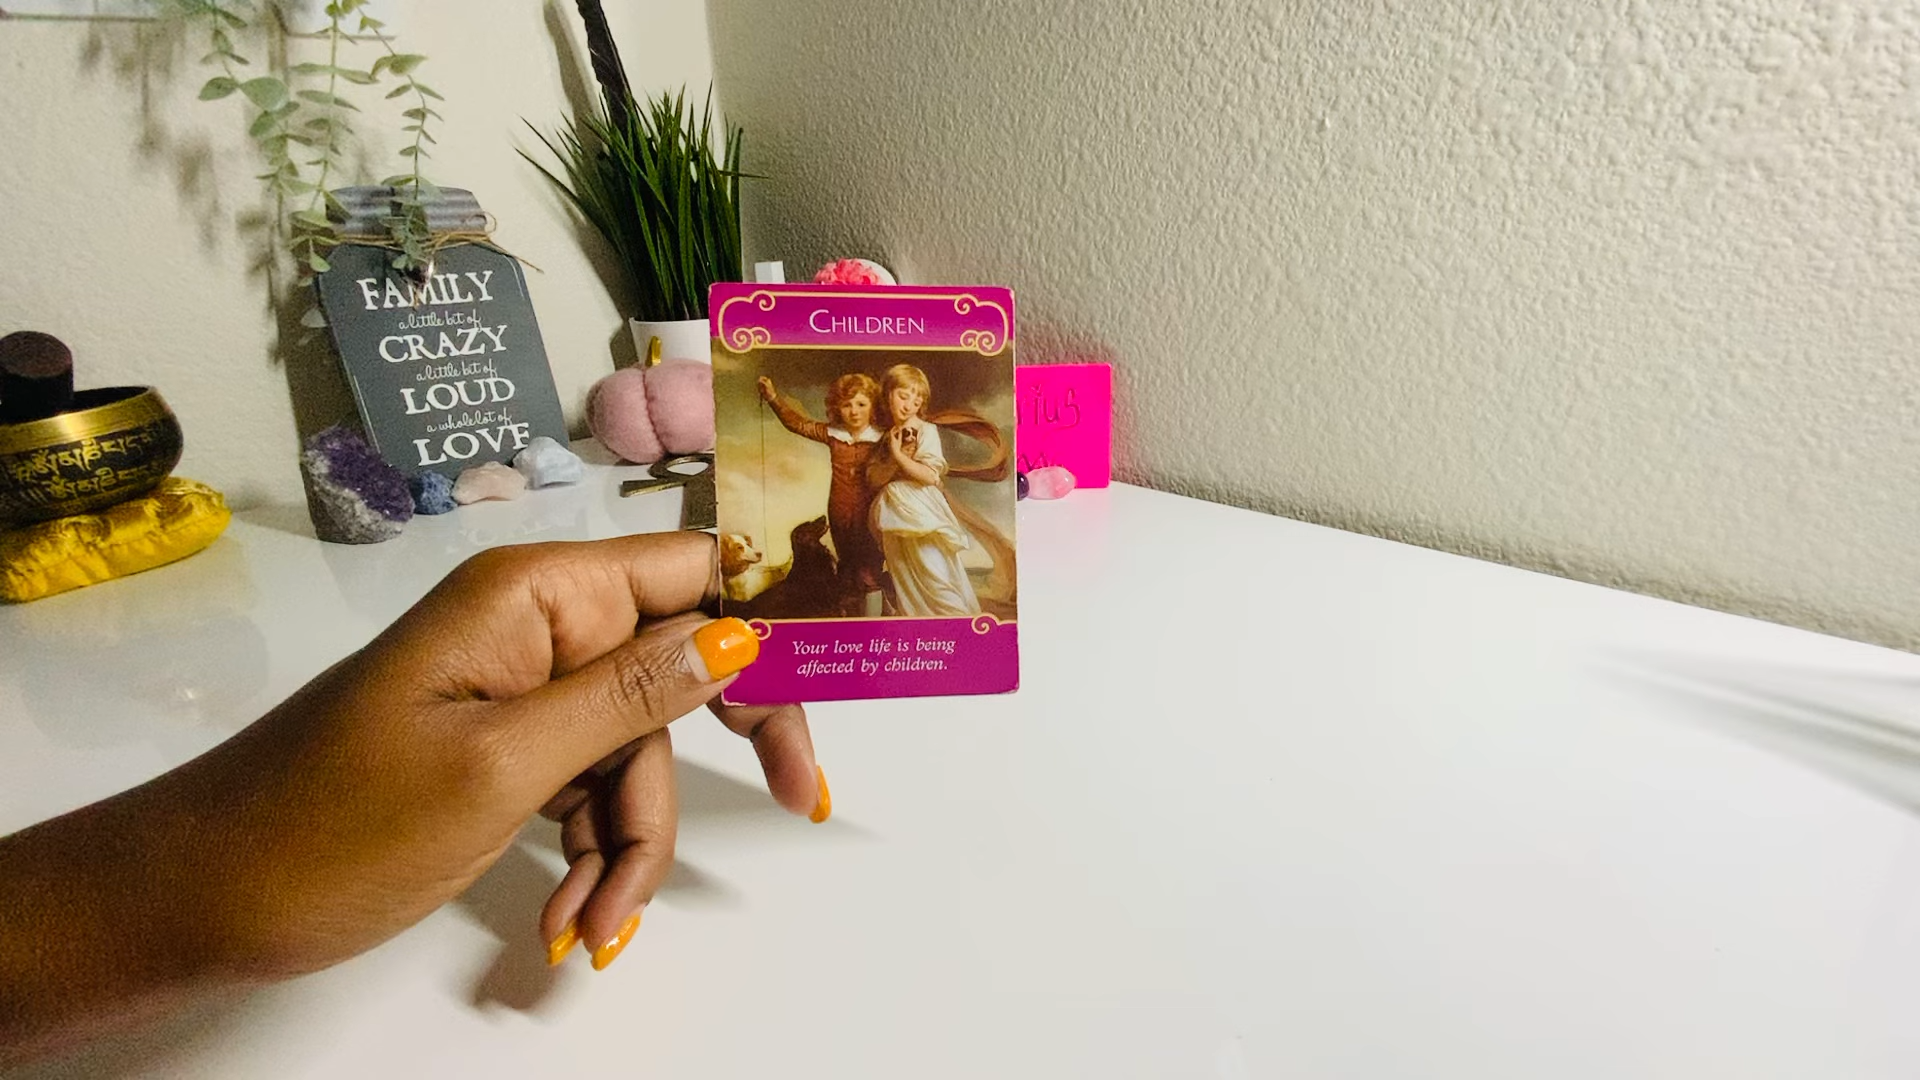 FAMILY
a little bit of
CRAZY
a little bit of
LOUD
a whole lot of
LOVE
CHILDREN
Your love life is being
affected by children.